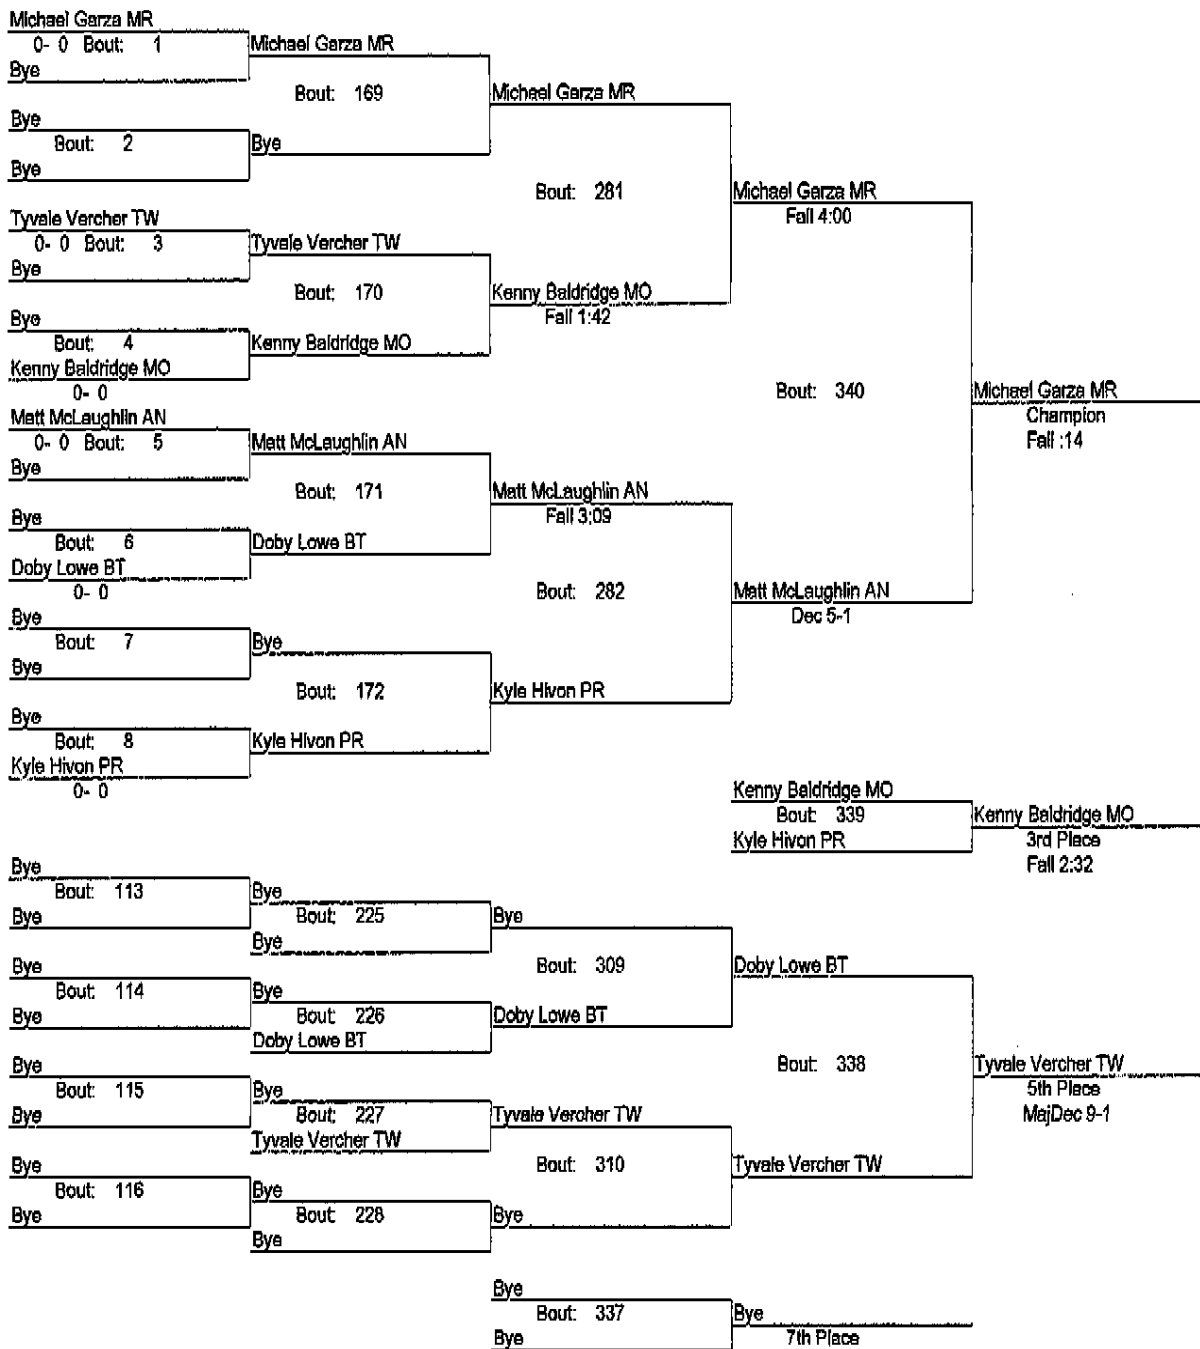 Michael Garza MR
0- 0 Bout: 1
Bye
Michael Garza MR
Bout: 169
Bye
Bout: 2
Bye
Bye
Michael Garza MR
Bout: 281
Tyvale Vercher TW
0- 0 Bout: 3
Bye
Tyvale Vercher TW
Bout: 170
Bye
Bout: 4
Kenny Baldridge MO
0- 0
Kenny Baldridge MO
Kenny Baldridge MO
Fall 1:42
Michael Garza MR
Fall 4:00
Bout: 340
Michael Garza MR
Champion
Fall :14
Matt McLaughlin AN
0- 0 Bout: 5
Bye
Matt McLaughlin AN
Bout: 171
Bye
Bout: 6
Doby Lowe BT
0- 0
Doby Lowe BT
Matt McLaughlin AN
Fall 3:09
Bout: 282
Matt McLaughlin AN
Dec 5-1
Bye
Bout: 7
Bye
Bye
Bout: 172
Bye
Bout: 8
Kyle Hivon PR
0- 0
Kyle Hivon PR
Kyle Hivon PR
Kenny Baldridge MO
Bout: 339
Kyle Hivon PR
Kenny Baldridge MO
3rd Place
Fall 2:32
Bye
Bout: 113
Bye
Bye
Bout: 225
Bye
Bye
Bout: 309
Bye
Bout: 114
Bye
Bye
Bout: 226
Doby Lowe BT
Doby Lowe BT
Doby Lowe BT
Bout: 338
Tyvale Vercher TW
5th Place
MajDec 9-1
Bye
Bout: 115
Bye
Bye
Bout: 227
Tyvale Vercher TW
Tyvale Vercher TW
Bout: 310
Tyvale Vercher TW
Bye
Bout: 116
Bye
Bye
Bout: 228
Bye
Bye
Bye
Bout: 337
Bye
Bye
7th Place